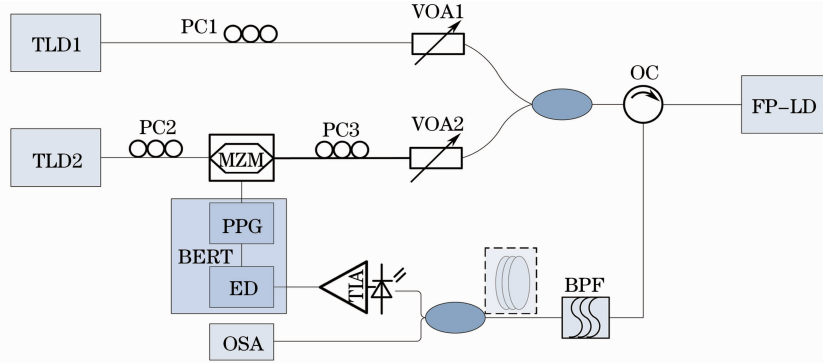 VOA1
PC1
TLD1
OC
FP-LD
VOA2
PC2
PC3
TLD2
MZM
PPG
BERT
ED
TIA
BPF
OSA